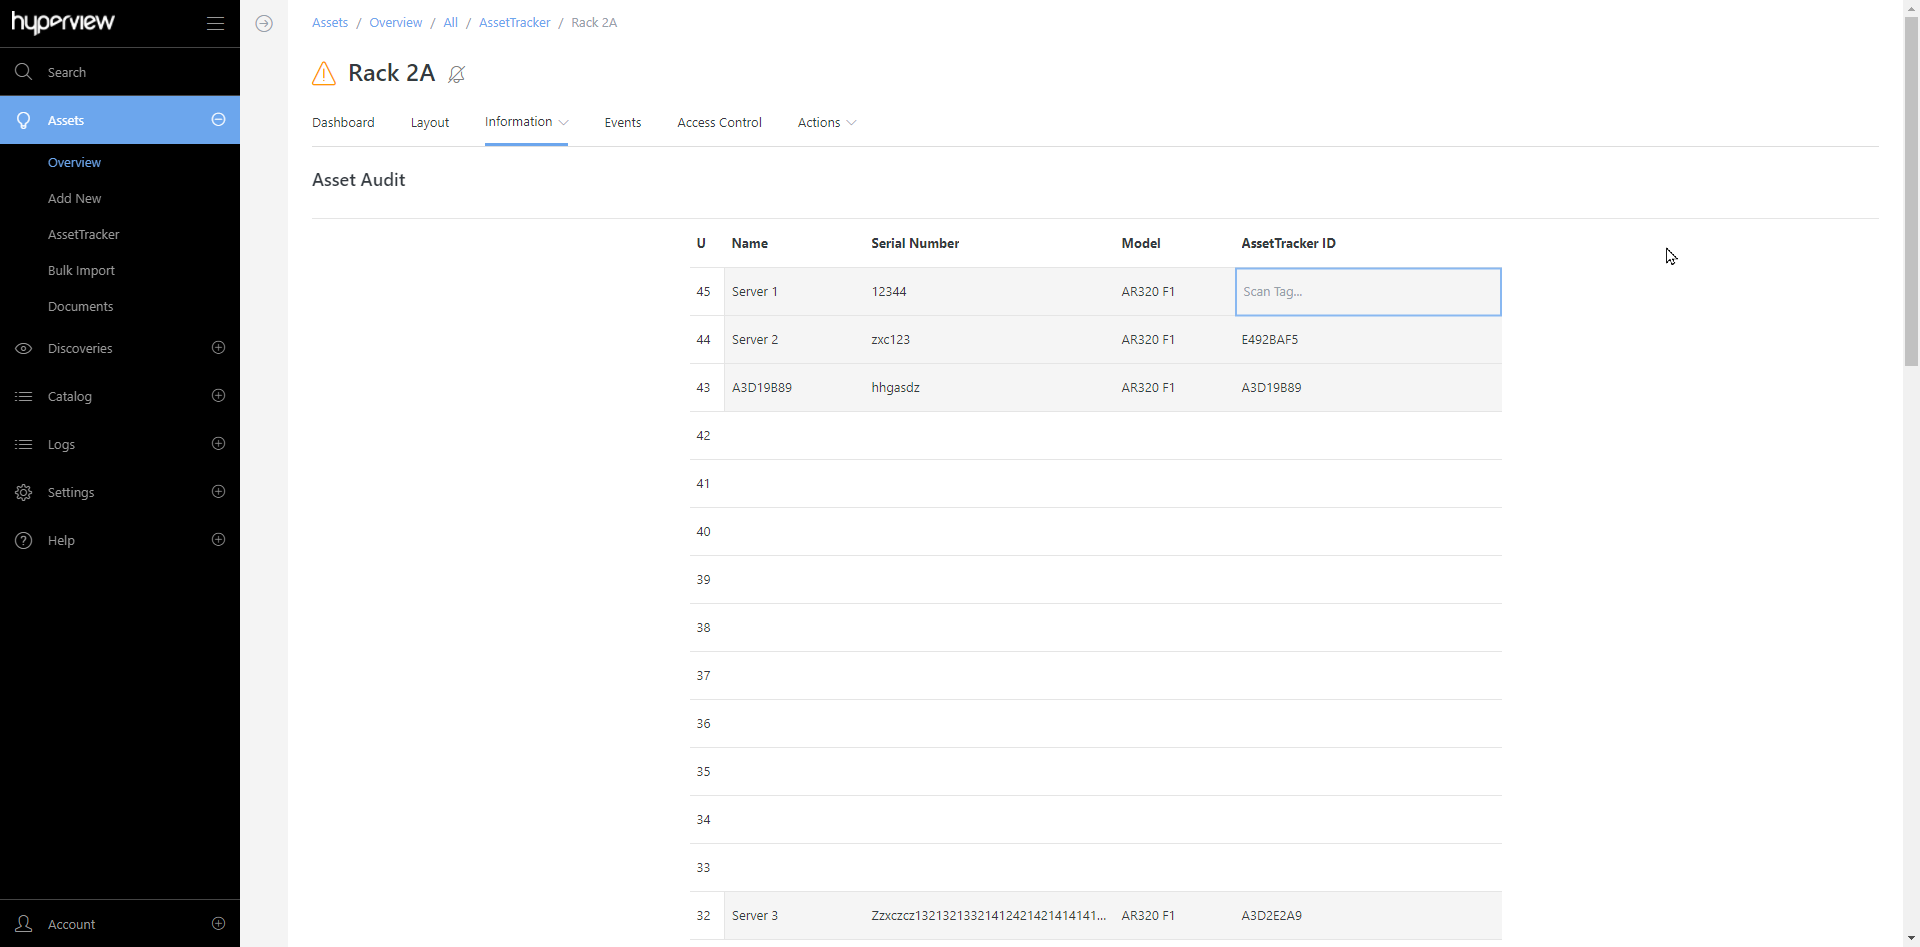 hyperview
Search
Assets
Overview
Add New
AssetTracker
Bulk Import
Documents
Discoveries
Catalog
Logs
Settings
Help
Account
Assets / Overview / All / AssetTracker / Rack 2A
Rack 2A
Dashboard Layout Information Events Access Control Actions
Asset Audit
U Name Serial Number Model AssetTracker ID
45 Server 1 12344 AR320 F1 Scan Tag...
44 Server 2 zxc123 AR320 F1 E492BAF5
43 A3D19B89 hhgasdz AR320 F1 A3D19B89
42
41
40
39
38
37
36
35
34
33
32 Server 3 Zzxczcz13213213321412421421414141... AR320 F1 A3D2E2A9